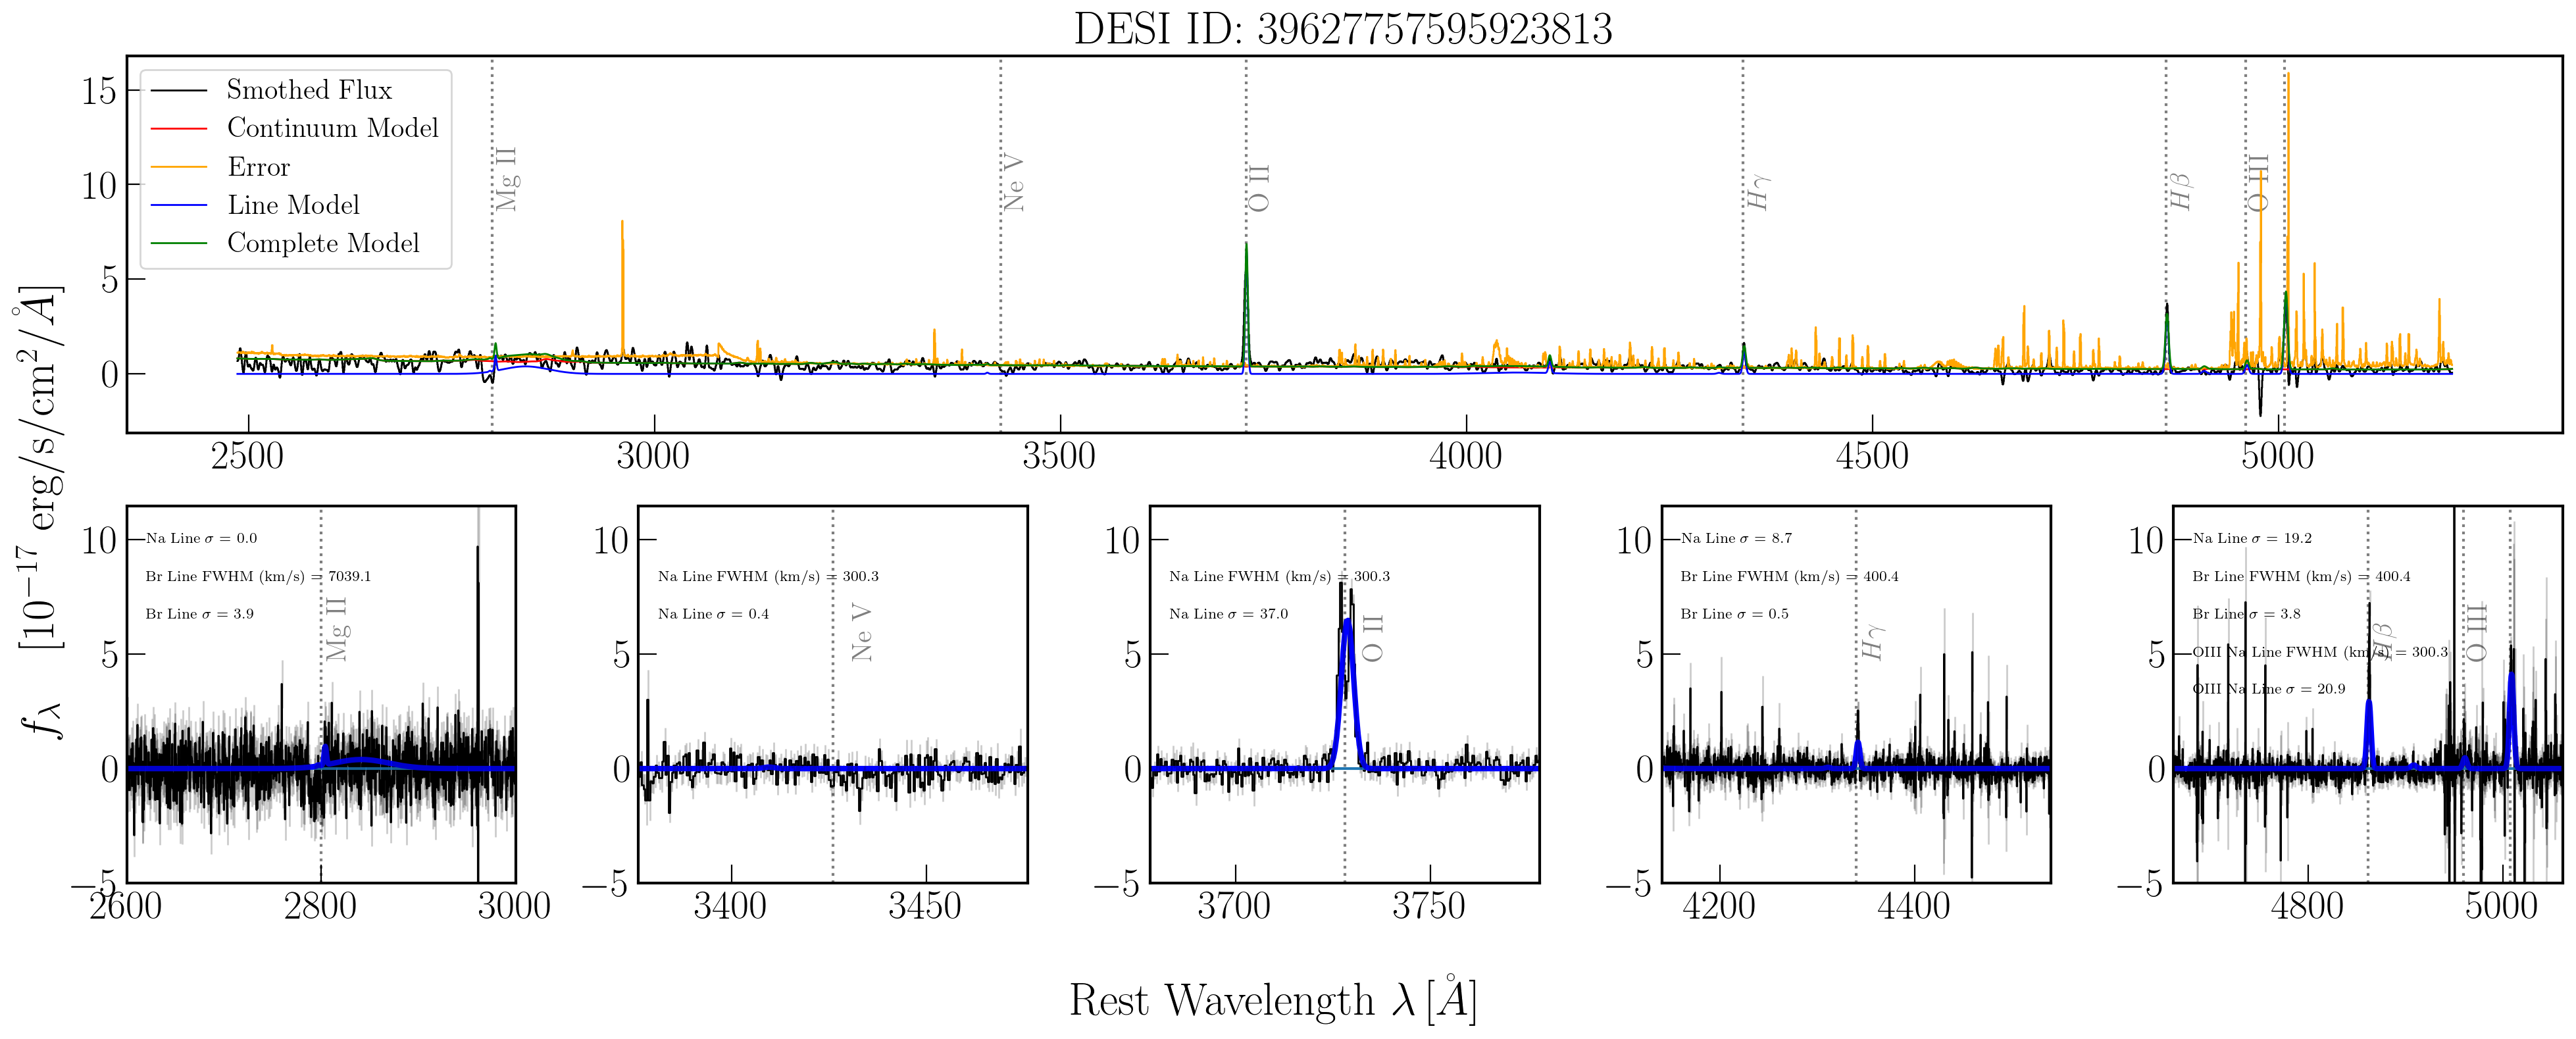 DESI ID: 39627757595923813
Smothed Flux
Continuum Model
Error
Line Model
Complete Model
Mg II
Ne V
O II
Hγ
Hβ
O III
15
10
5
0
2500 3000 3500 4000 4500 5000
f_λ [10^{-17} erg/s/cm^2/Å]
Na Line σ = 0.0
Br Line FWHM (km/s) = 7039.1
Br Line σ = 3.9
Mg II
10
5
0
−5
2600 2800 3000
Na Line FWHM (km/s) = 300.3
Na Line σ = 0.4
Ne V
10
5
0
−5
3400 3450
Na Line FWHM (km/s) = 300.3
Na Line σ = 37.0
O II
10
5
0
−5
3700 3750
Na Line σ = 8.7
Br Line FWHM (km/s) = 400.4
Br Line σ = 0.5
Hγ
10
5
0
−5
4200 4400
Na Line σ = 19.2
Br Line FWHM (km/s) = 400.4
Br Line σ = 3.8
OIII Na Line FWHM (km/s) = 300.3
OIII Na Line σ = 20.9
Hβ
O III
10
5
0
−5
4800 5000
Rest Wavelength λ [Å]